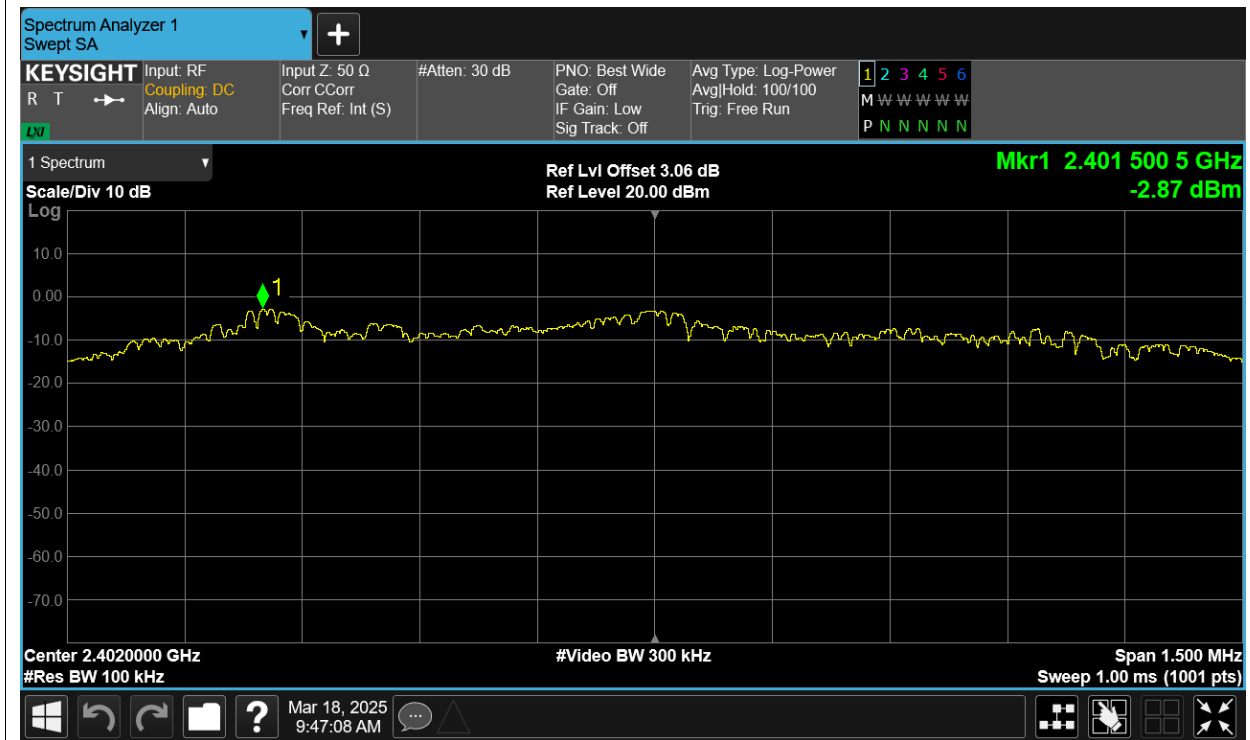 Spectrum Analyzer 1
Swept SA
KEYSIGHT
R T
LXI
Input: RF
Coupling: DC
Align: Auto
Input Z: 50 Ω
Corr CCorr
Freq Ref: Int (S)
#Atten: 30 dB
PNO: Best Wide
Gate: Off
IF Gain: Low
Sig Track: Off
Avg Type: Log-Power
Avg|Hold: 100/100
Trig: Free Run
1 2 3 4 5 6
M W W W W W
P N N N N N
1 Spectrum
Scale/Div 10 dB
Log
Ref Lvl Offset 3.06 dB
Ref Level 20.00 dBm
Mkr1 2.401 500 5 GHz
-2.87 dBm
10.0
0.00
-10.0
-20.0
-30.0
-40.0
-50.0
-60.0
-70.0
1
Center 2.4020000 GHz
#Res BW 100 kHz
#Video BW 300 kHz
Span 1.500 MHz
Sweep 1.00 ms (1001 pts)
?
Mar 18, 2025
9:47:08 AM